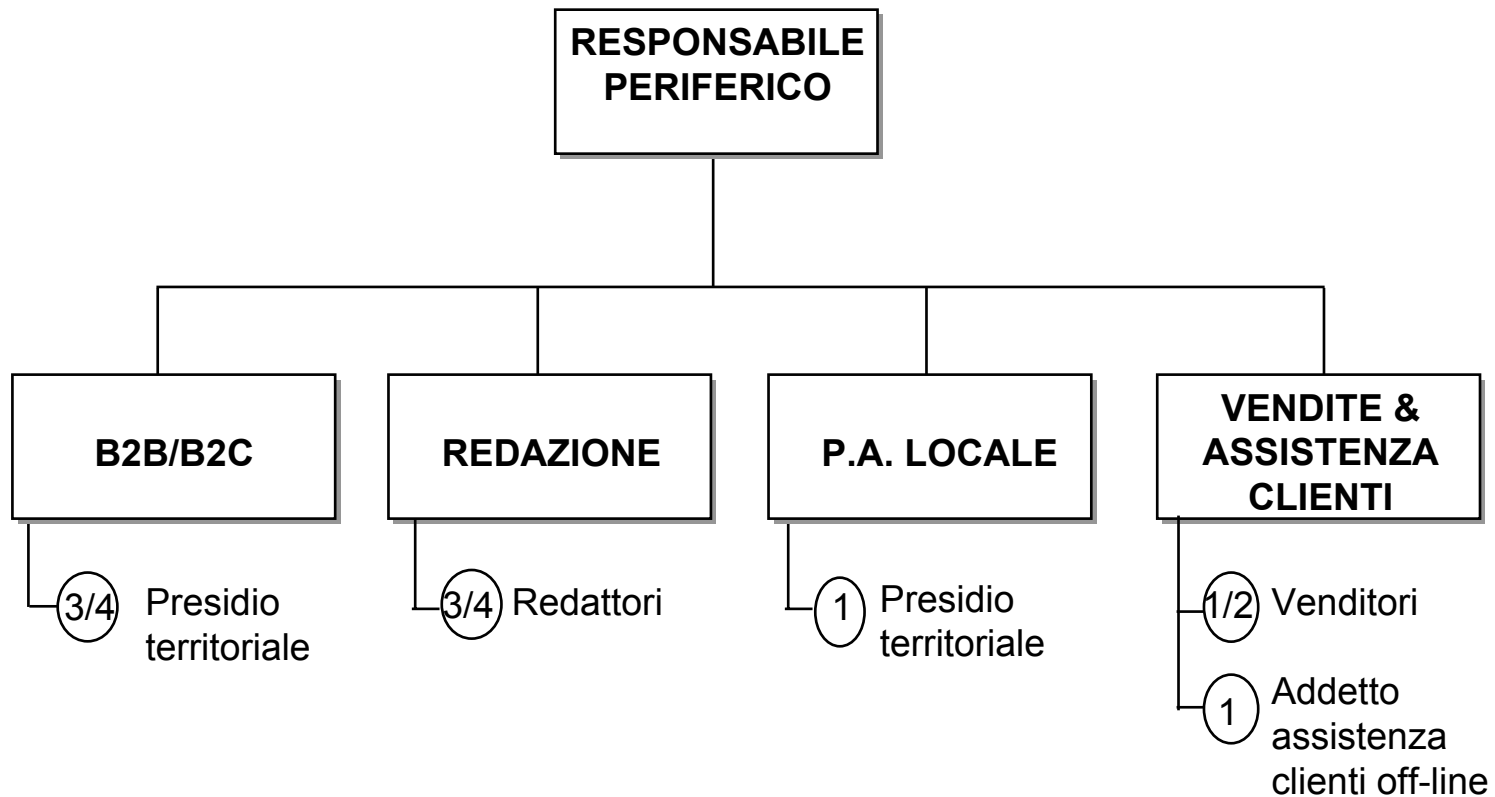 RESPONSABILE
PERIFERICO
B2B/B2C
REDAZIONE
P.A. LOCALE
VENDITE &
ASSISTENZA
CLIENTI
3/4 Presidio
territoriale
3/4 Redattori
1 Presidio
territoriale
1/2 Venditori
1 Addetto
assistenza
clienti off-line